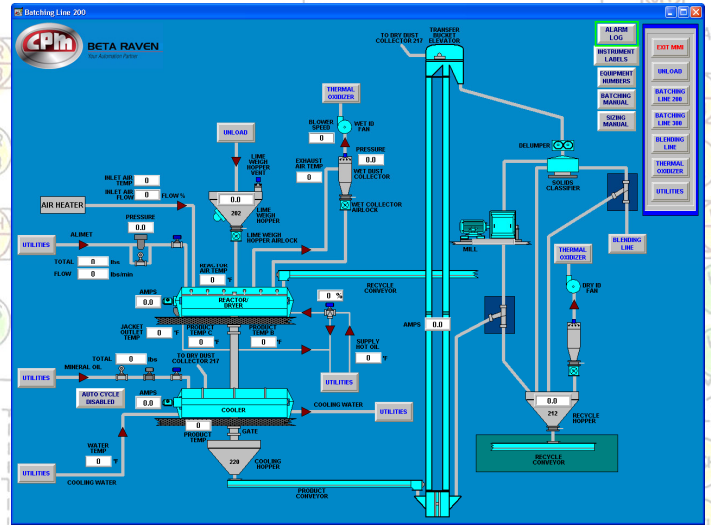 Batching Line 200
CPM
BETA RAVEN
Your Automation Partner
TO DRY DUST
COLLECTOR 217
TRANSFER
BUCKET
ELEVATOR
ALARM
LOG
INSTRUMENT
LABELS
EQUIPMENT
NUMBERS
BATCHING
MANUAL
SIZING
MANUAL
EXIT MMI
UNLOAD
BATCHING
LINE 200
BATCHING
LINE 300
BLENDING
LINE
THERMAL
OXIDIZER
UTILITIES
THERMAL
OXIDIZER
BLOWER
SPEED
0
WET ID
FAN
UNLOAD
LIME
WEIGH
HOPPER
VENT
EXHAUST
AIR TEMP
0
PRESSURE
0.0
WET DUST
COLLECTOR
DELUMPER
SOLIDS
CLASSIFIER
INLET AIR
TEMP
0
INLET AIR
FLOW
0
FLOW %
0.0
202
LIME
WEIGH
HOPPER
WET COLLECTOR
AIRLOCK
AIR HEATER
PRESSURE
0.0
LIME WEIGH
HOPPER AIRLOCK
MILL
BLENDING
LINE
UTILITIES
ALIMET
TOTAL
0
lbs
FLOW
0
lbs/min
REACTOR
AIR TEMP
0
°F
THERMAL
OXIDIZER
RECYCLE
CONVEYOR
DRY ID
FAN
AMPS
0.0
REACTOR/
DRYER
0
%
AMPS
0.0
JACKET
OUTLET
TEMP
0
°F
PRODUCT
TEMP C
0
°F
PRODUCT
TEMP B
0
°F
SUPPLY
HOT OIL
0
°F
TOTAL
0
lbs
TO DRY DUST
COLLECTOR 217
MINERAL OIL
UTILITIES
UTILITIES
AUTO CYCLE
DISABLED
AMPS
0.0
COOLER
COOLING WATER
UTILITIES
0.0
212
RECYCLE
HOPPER
0
°F
PRODUCT
TEMP
GATE
WATER
TEMP
0
°F
220
COOLING
HOPPER
RECYCLE
CONVEYOR
UTILITIES
COOLING WATER
PRODUCT
CONVEYOR